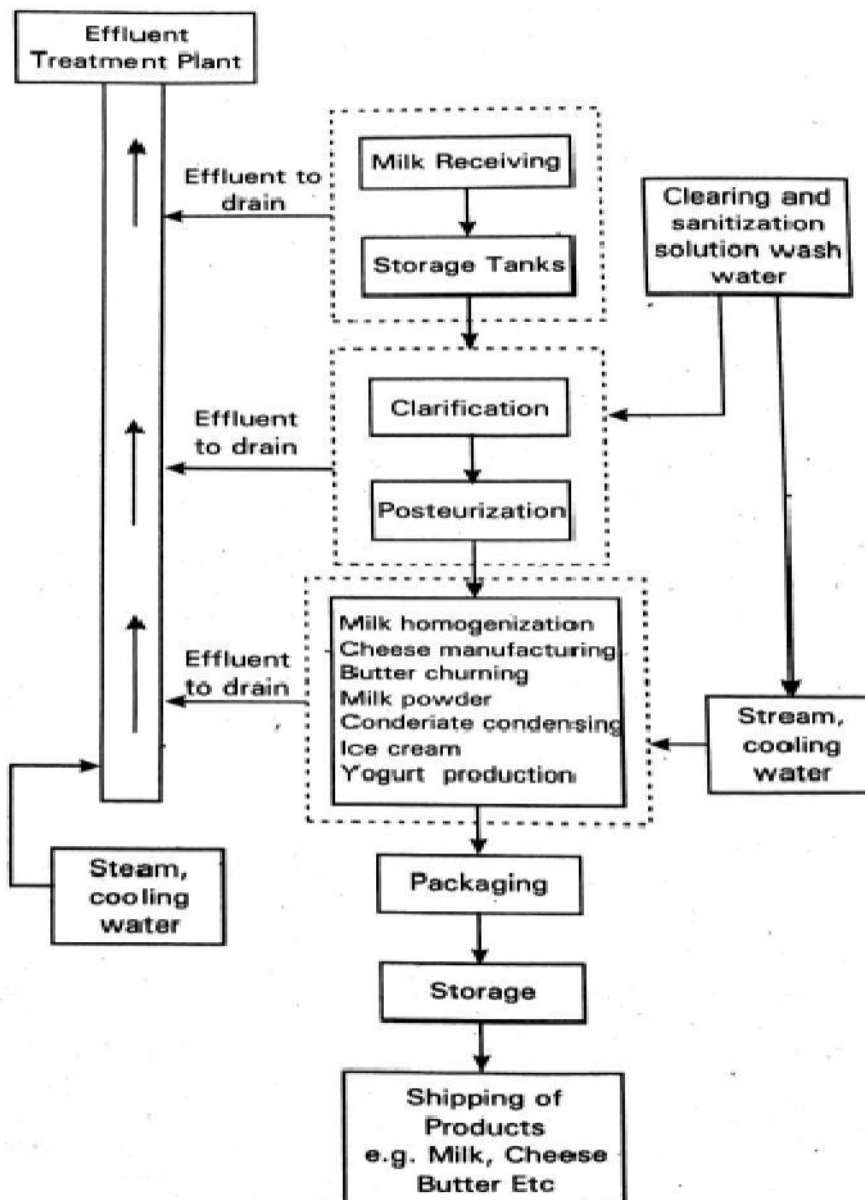 Effluent
Treatment Plant
Milk Receiving
Effluent to
drain
Clearing and
sanitization
solution wash
water
Storage Tanks
Clarification
Effluent
to drain
Posteurization
Milk homogenization
Cheese manufacturing
Butter churning
Milk powder
Conderiate condensing
Ice cream
Yogurt production
Effluent
to drain
Stream,
cooling
water
Steam,
cooling
water
Packaging
Storage
Shipping of
Products
e.g. Milk, Cheese
Butter Etc